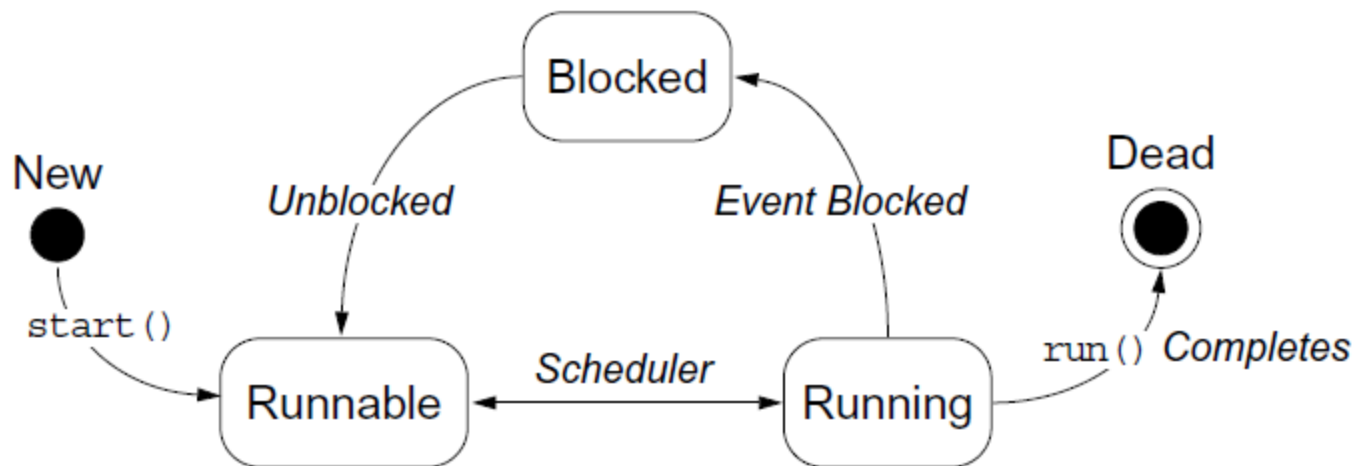 Blocked
New
Dead
Unblocked
Event Blocked
start()
run() Completes
Scheduler
Runnable
Running